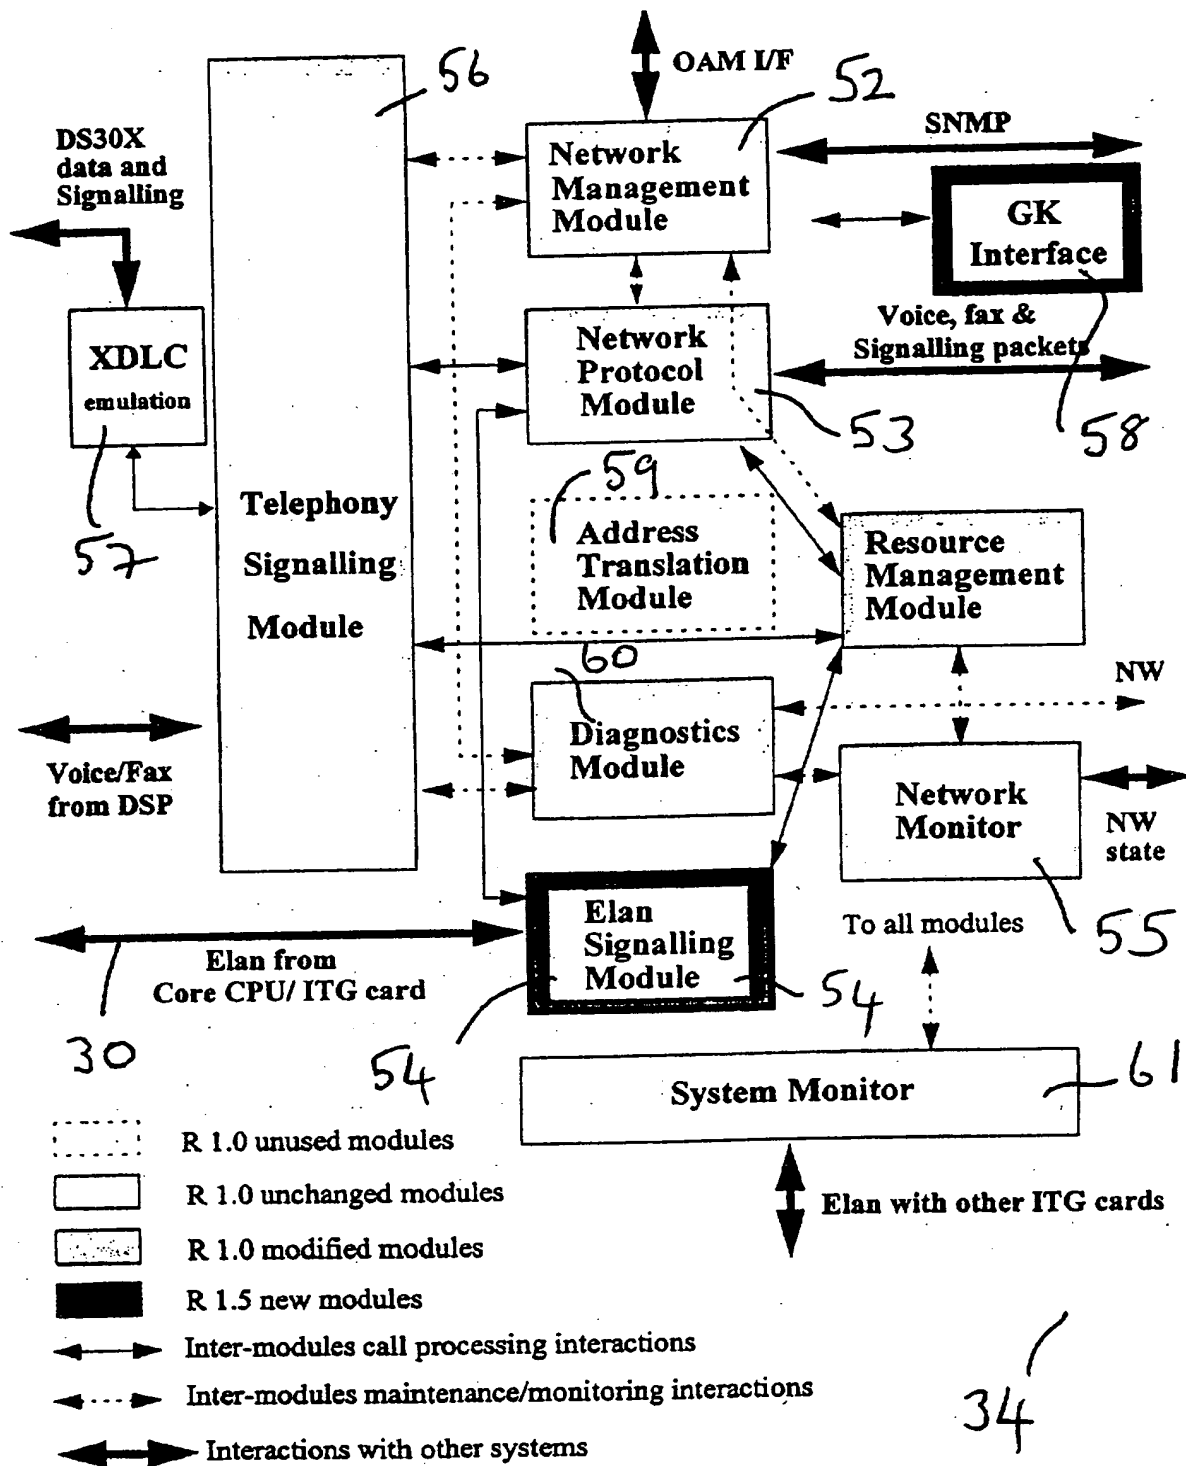 OAM I/F
56
52
DS30X
data and
Signalling
SNMP
Network
Management
Module
GK
Interface
Voice, fax &
Signalling packets
Network
Protocol
Module
XDLC
emulation
53
58
59
57
Telephony
Signalling
Module
Address
Translation
Module
Resource
Management
Module
60
NW
Diagnostics
Module
Voice/Fax
from DSP
Network
Monitor
NW
state
Elan
Signalling
Module
To all modules
55
Elan from
Core CPU/ ITG card
54
30
54
System Monitor
61
R 1.0 unused modules
R 1.0 unchanged modules
Elan with other ITG cards
R 1.0 modified modules
R 1.5 new modules
Inter-modules call processing interactions
Inter-modules maintenance/monitoring interactions
34
Interactions with other systems